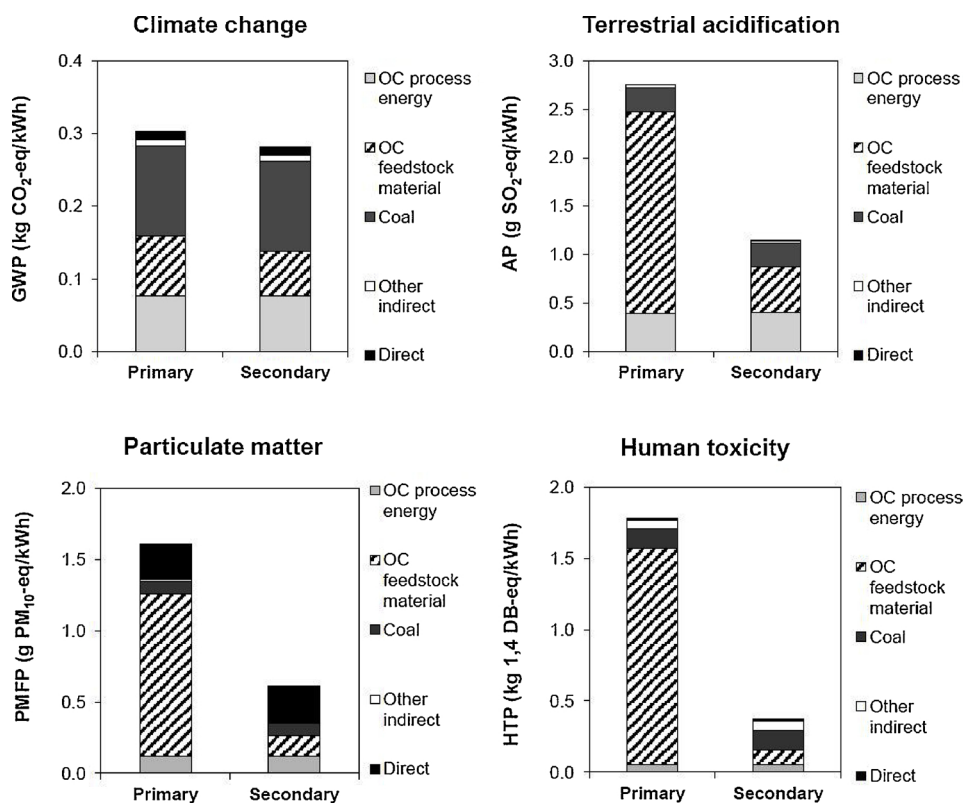 Climate change
GWP (kg CO₂-eq/kWh)
0.4
0.3
0.2
0.1
0.0
Primary
Secondary
OC process
energy
OC
feedstock
material
Coal
Other
indirect
Direct
Terrestrial acidification
AP (g SO₂-eq/kWh)
3.0
2.5
2.0
1.5
1.0
0.5
0.0
Primary
Secondary
OC process
energy
OC
feedstock
material
Coal
Other
indirect
Direct
Particulate matter
PMFP (g PM₁₀-eq/kWh)
2.0
1.5
1.0
0.5
0.0
Primary
Secondary
OC process
energy
OC
feedstock
material
Coal
Other
indirect
Direct
Human toxicity
HTP (kg 1,4 DB-eq/kWh)
2.0
1.5
1.0
0.5
0.0
Primary
Secondary
OC process
energy
OC
feedstock
material
Coal
Other
indirect
Direct